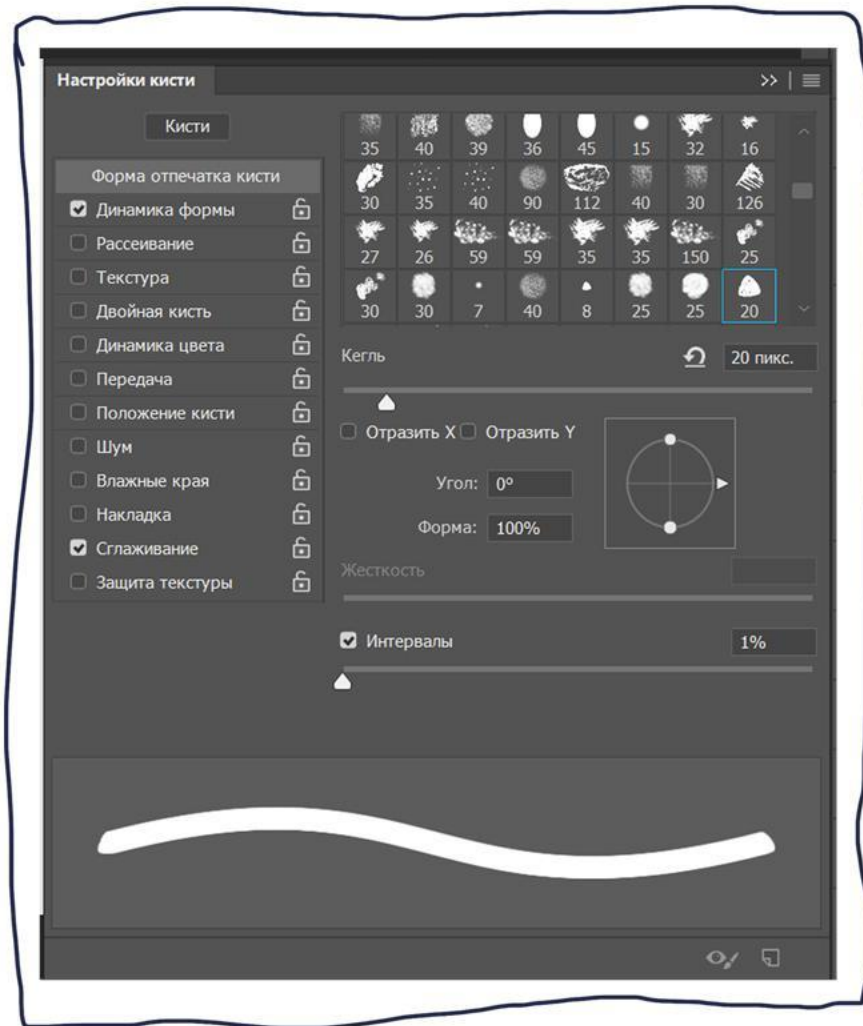 Настройки кисти
Кисти
Форма отпечатка кисти
Динамика формы
Рассеивание
Текстура
Двойная кисть
Динамика цвета
Передача
Положение кисти
Шум
Влажные края
Накладка
Сглаживание
Защита текстуры
35 40 39 36 45 15 32 16
30 35 40 90 112 40 30 126
27 26 59 59 35 35 150 25
30 30 7 40 8 25 25 20
Кегль 20 пикс.
Отразить X Отразить Y
Угол: 0°
Форма: 100%
Жесткость
Интервалы 1%